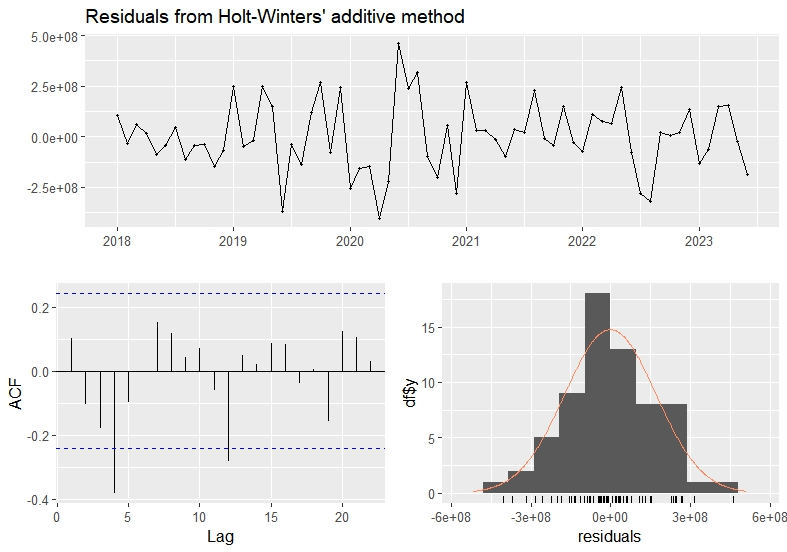 Residuals from Holt-Winters' additive method
5.0e+08
2.5e+08
0.0e+00
-2.5e+08
2018 2019 2020 2021 2022 2023
ACF
0.2
0.0
-0.2
-0.4
0 5 10 15 20
Lag
df$y
15
10
5
0
-6e+08 -3e+08 0e+00 3e+08 6e+08
residuals